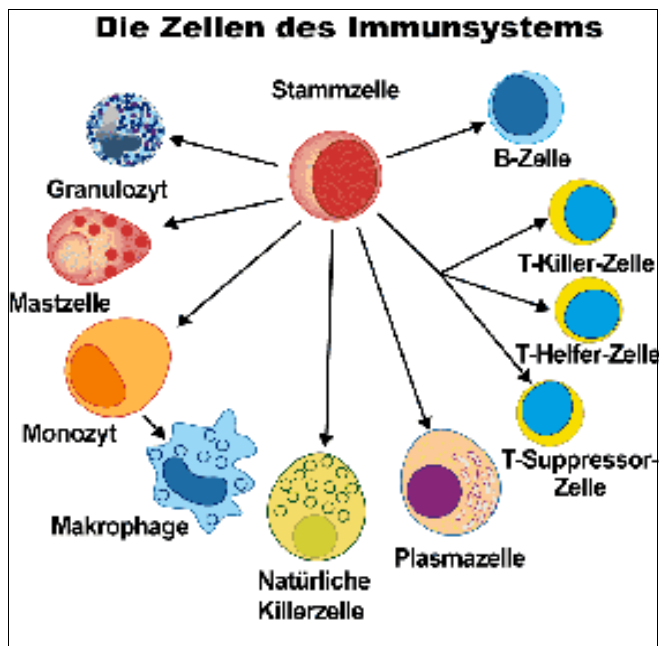 Die Zellen des Immunsystems
Stammzelle
B-Zelle
Granulozyt
T-Killer-Zelle
Mastzelle
T-Helfer-Zelle
Monozyt
T-Suppressor-
Zelle
Makrophage
Plasmazelle
Natürliche
Killerzelle